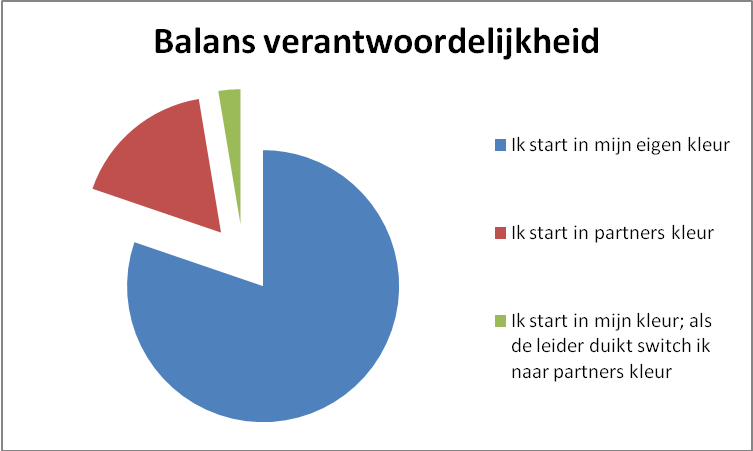 Balans verantwoordelijkheid
Ik start in mijn eigen kleur
Ik start in partners kleur
Ik start in mijn kleur; als
de leider duikt switch ik
naar partners kleur